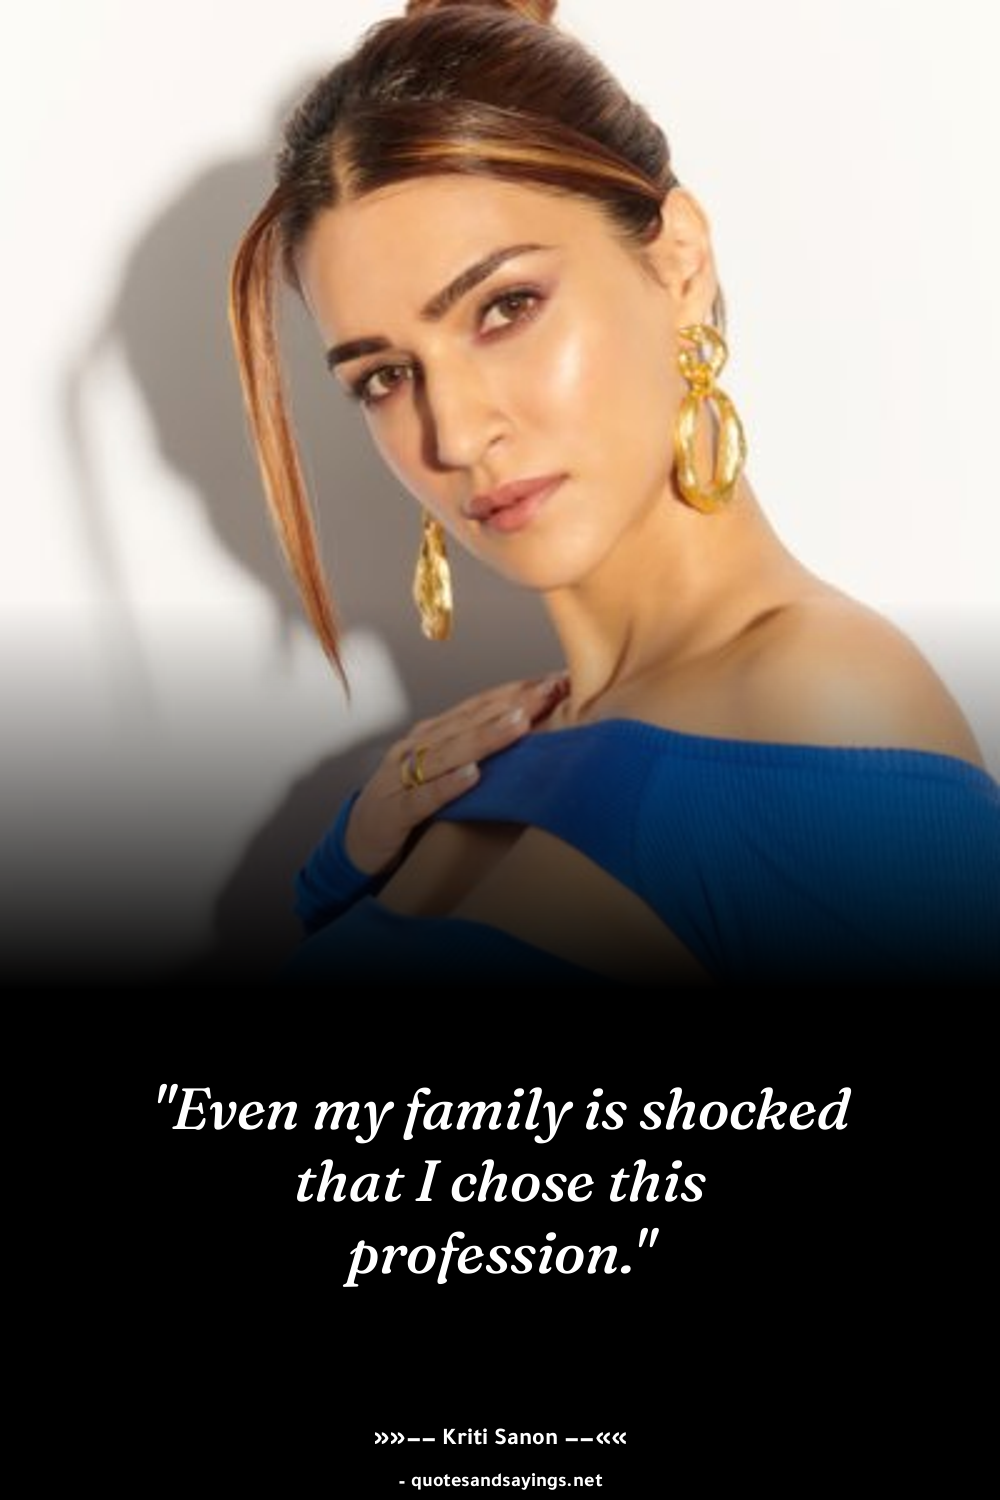 "Even my family is shocked
that I chose this
profession."
»»–– Kriti Sanon ––««
- quotesandsayings.net